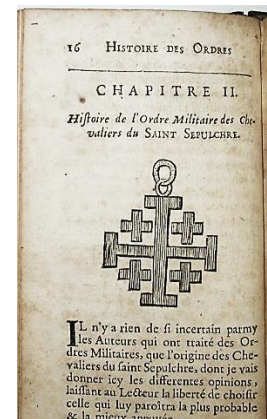 16 HISTOIRE DES ORDRES
CHAPITRE II.
Histoire de l'Ordre Militaire des Che-
valiers du SAINT SEPULCHRE.
IL n'y a rien de si incertain parmy
les Auteurs qui ont traité des Or-
dres Militaires, que l'origine des Che-
valiers du saint Sepulchre, dont je vais
donner icy les differentes opinions,
laissant au Lecteur la liberté de choisir
celle qui luy paroîtra la plus probable
& la mieux appuyée